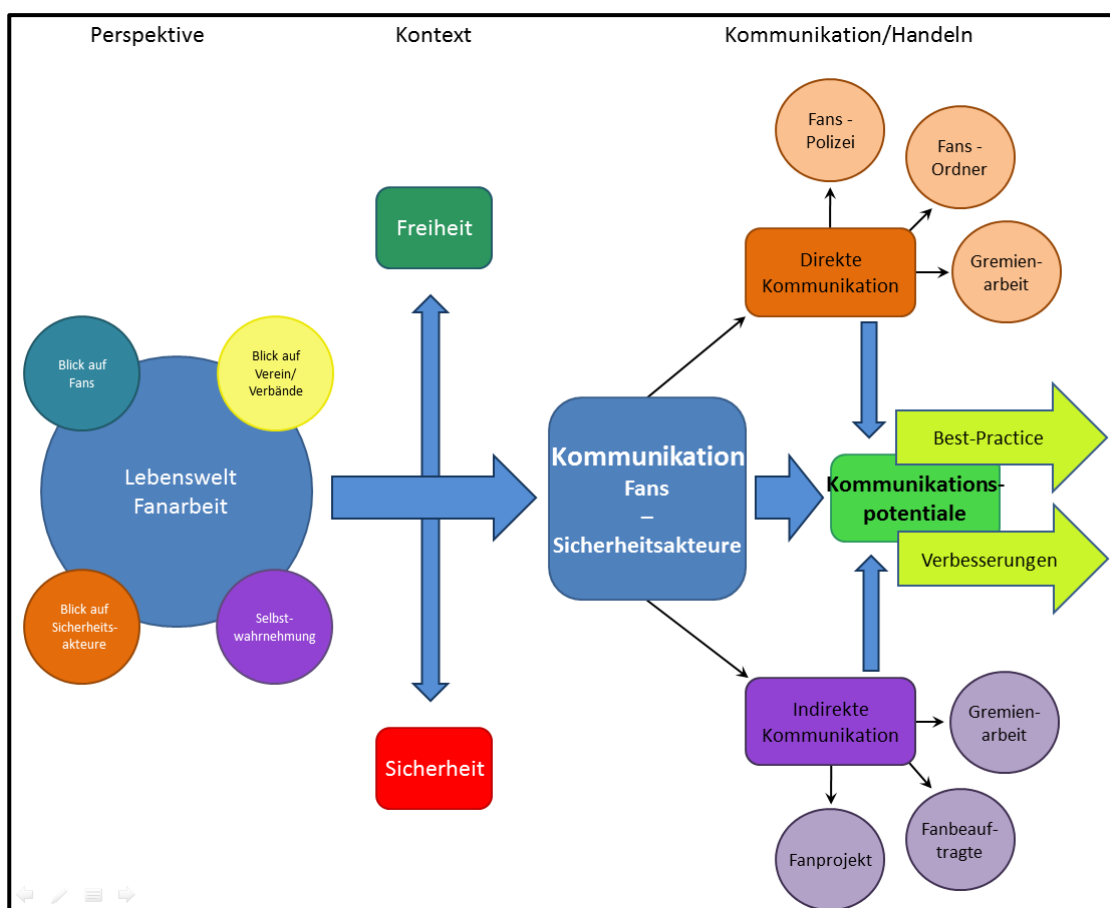 Perspektive
Kontext
Kommunikation/Handeln
Fans -
Polizei
Fans -
Ordner
Freiheit
Direkte
Kommunikation
Gremien-
arbeit
Blick auf
Fans
Blick auf
Verein/
Verbände
Lebenswelt
Fanarbeit
Kommunikation
Fans
–
Sicherheitsakteure
Best-Practice
Kommunikations-
potentiale
Verbesserungen
Blick auf
Sicherheits-
akteure
Selbst-
wahrnehmung
Sicherheit
Indirekte
Kommunikation
Gremien-
arbeit
Fanbeauf-
tragte
Fanprojekt